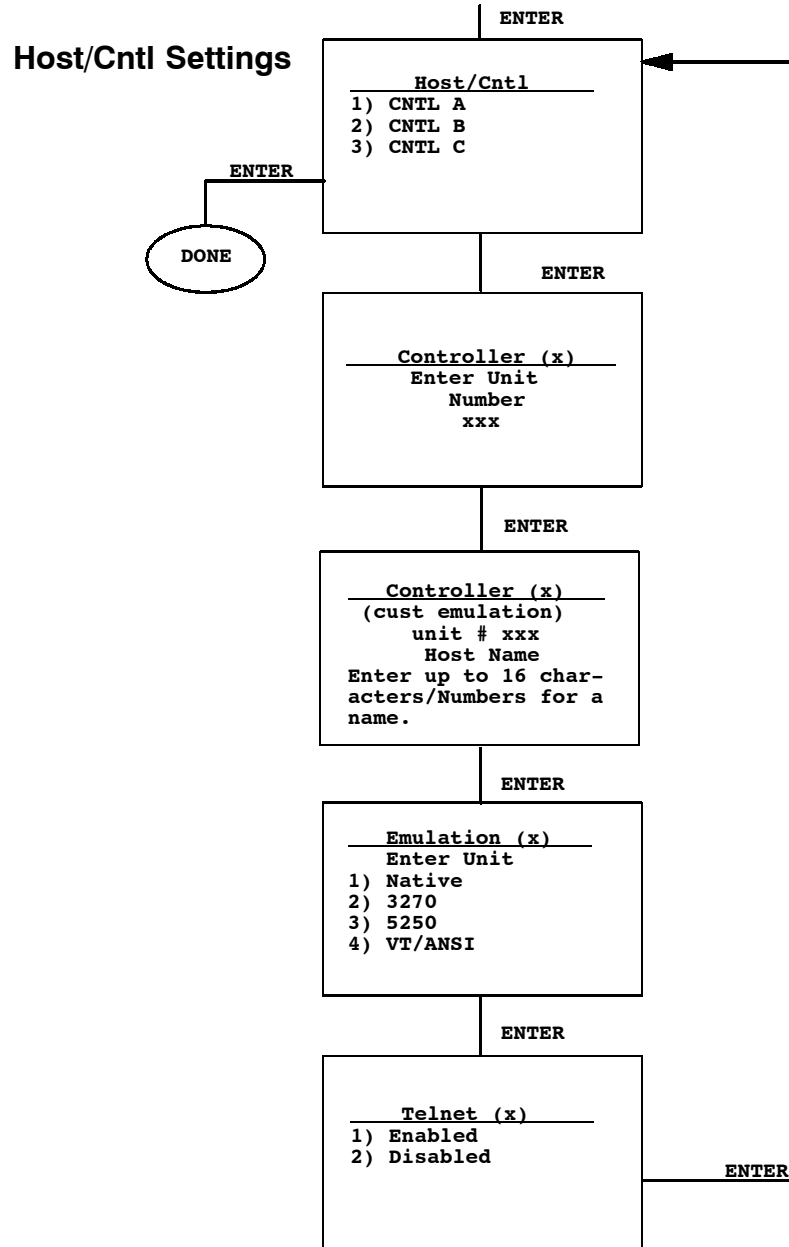 ENTER
Host/Cntl Settings
Host/Cntl
1) CNTL A
2) CNTL B
3) CNTL C
ENTER
DONE
ENTER
Controller (x)
Enter Unit
Number
xxx
ENTER
Controller (x)
(cust emulation)
unit # xxx
Host Name
Enter up to 16 char-
acters/Numbers for a
name.
ENTER
Emulation (x)
Enter Unit
1) Native
2) 3270
3) 5250
4) VT/ANSI
ENTER
Telnet (x)
1) Enabled
2) Disabled
ENTER